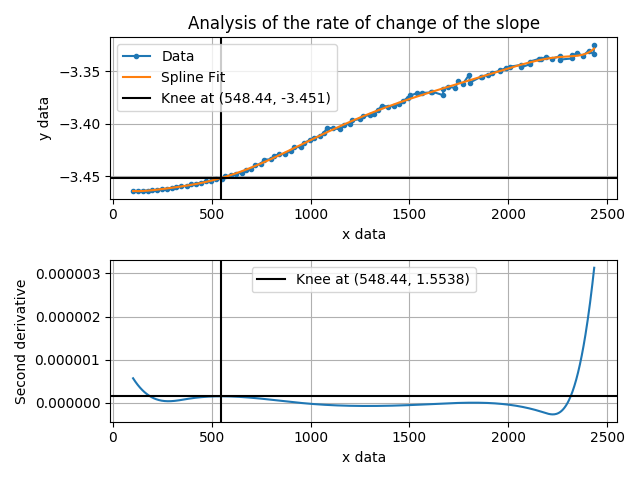 Analysis of the rate of change of the slope
Data
Spline Fit
Knee at (548.44, -3.451)
y data
−3.35
−3.40
−3.45
0 500 1000 1500 2000 2500
x data
Knee at (548.44, 1.5538)
Second derivative
0.000003
0.000002
0.000001
0.000000
0 500 1000 1500 2000 2500
x data